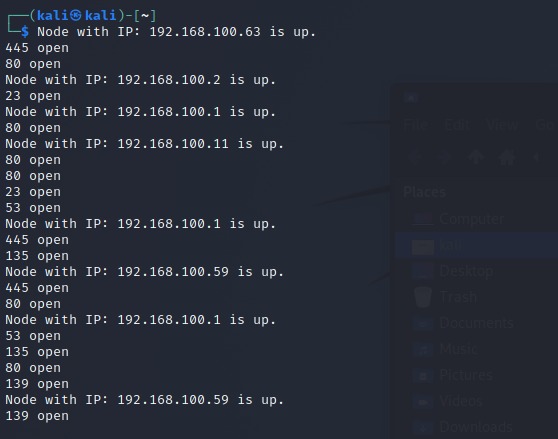 ┌──(kali㉿kali)-[~]
└─$ Node with IP: 192.168.100.63 is up.
445 open
80 open
Node with IP: 192.168.100.2 is up.
23 open
Node with IP: 192.168.100.1 is up.
80 open
Node with IP: 192.168.100.11 is up.
80 open
80 open
23 open
53 open
Node with IP: 192.168.100.1 is up.
445 open
135 open
Node with IP: 192.168.100.59 is up.
445 open
80 open
Node with IP: 192.168.100.1 is up.
53 open
135 open
80 open
139 open
Node with IP: 192.168.100.59 is up.
139 open
File Edit View Go
Places
Computer
kali
Desktop
Trash
Documents
Music
Pictures
Videos
Downloads